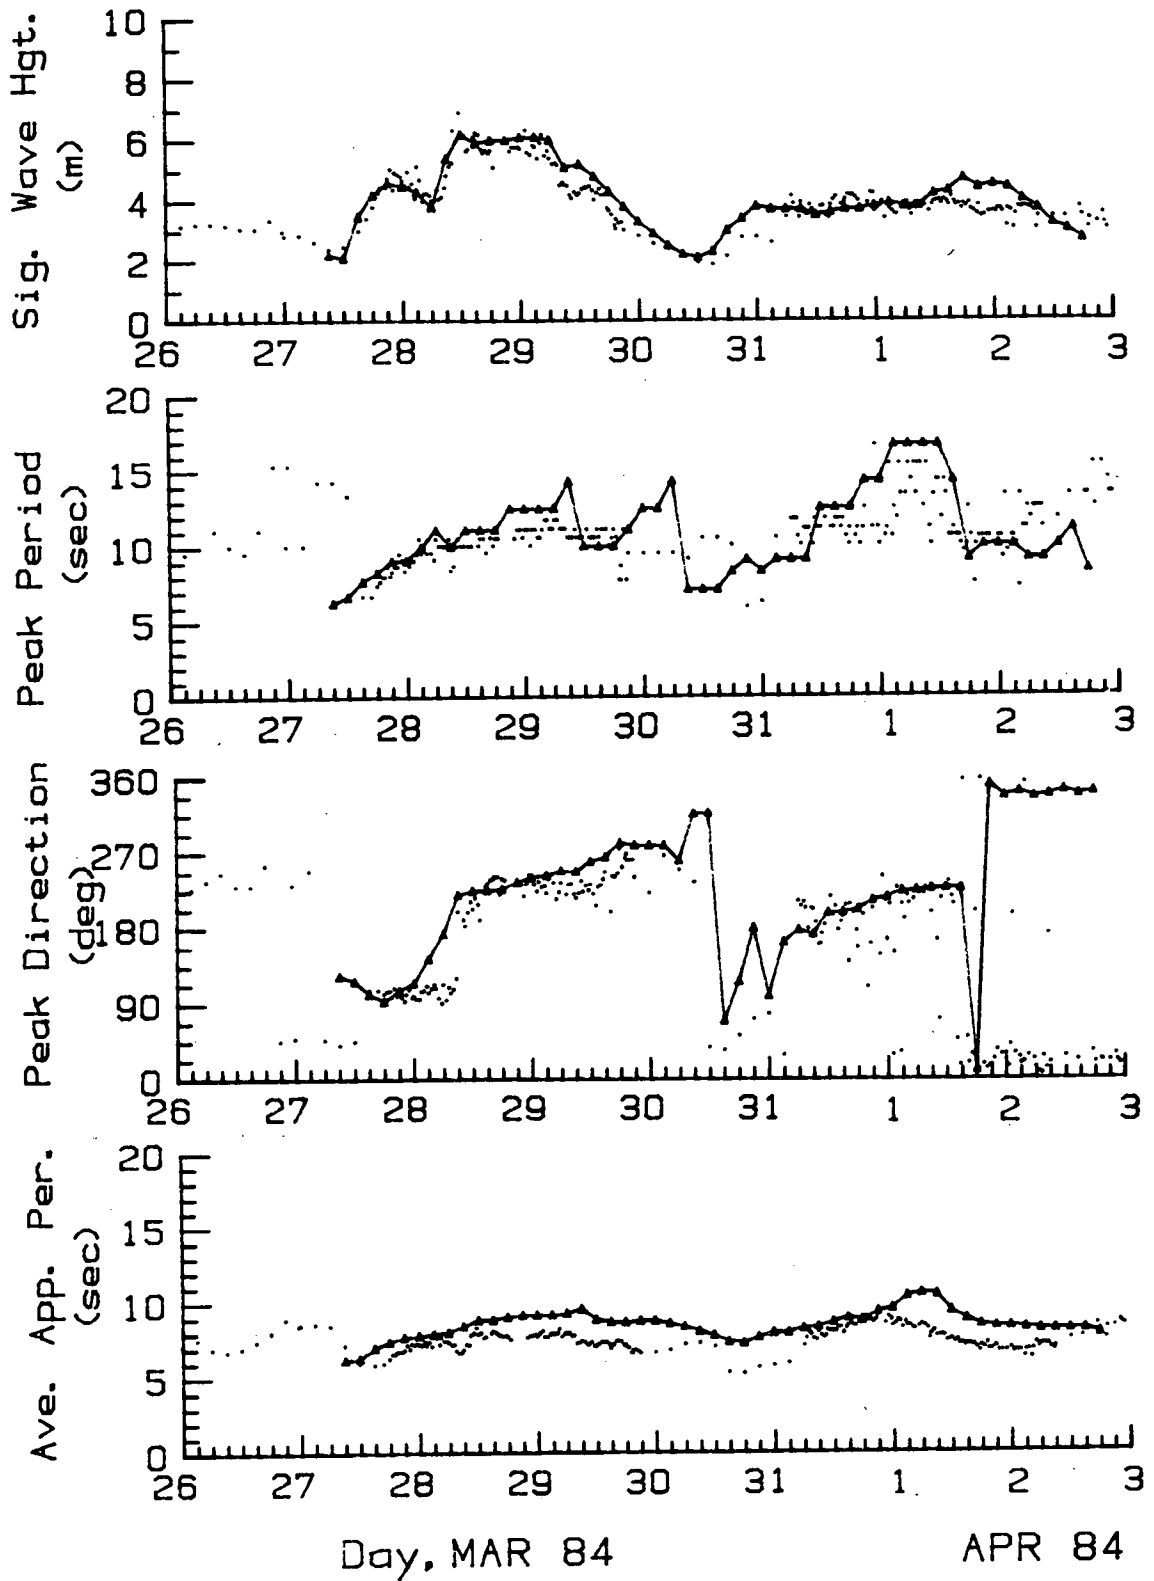 Sig. Wave Hgt.
(m)
10
8
6
4
2
0
26 27 28 29 30 31 1 2 3
Peak Period
(sec)
20
15
10
5
0
26 27 28 29 30 31 1 2 3
Peak Direction
(deg)
360
270
180
90
0
26 27 28 29 30 31 1 2 3
Ave. App. Per.
(sec)
20
15
10
5
0
26 27 28 29 30 31 1 2 3
Day, MAR 84 APR 84